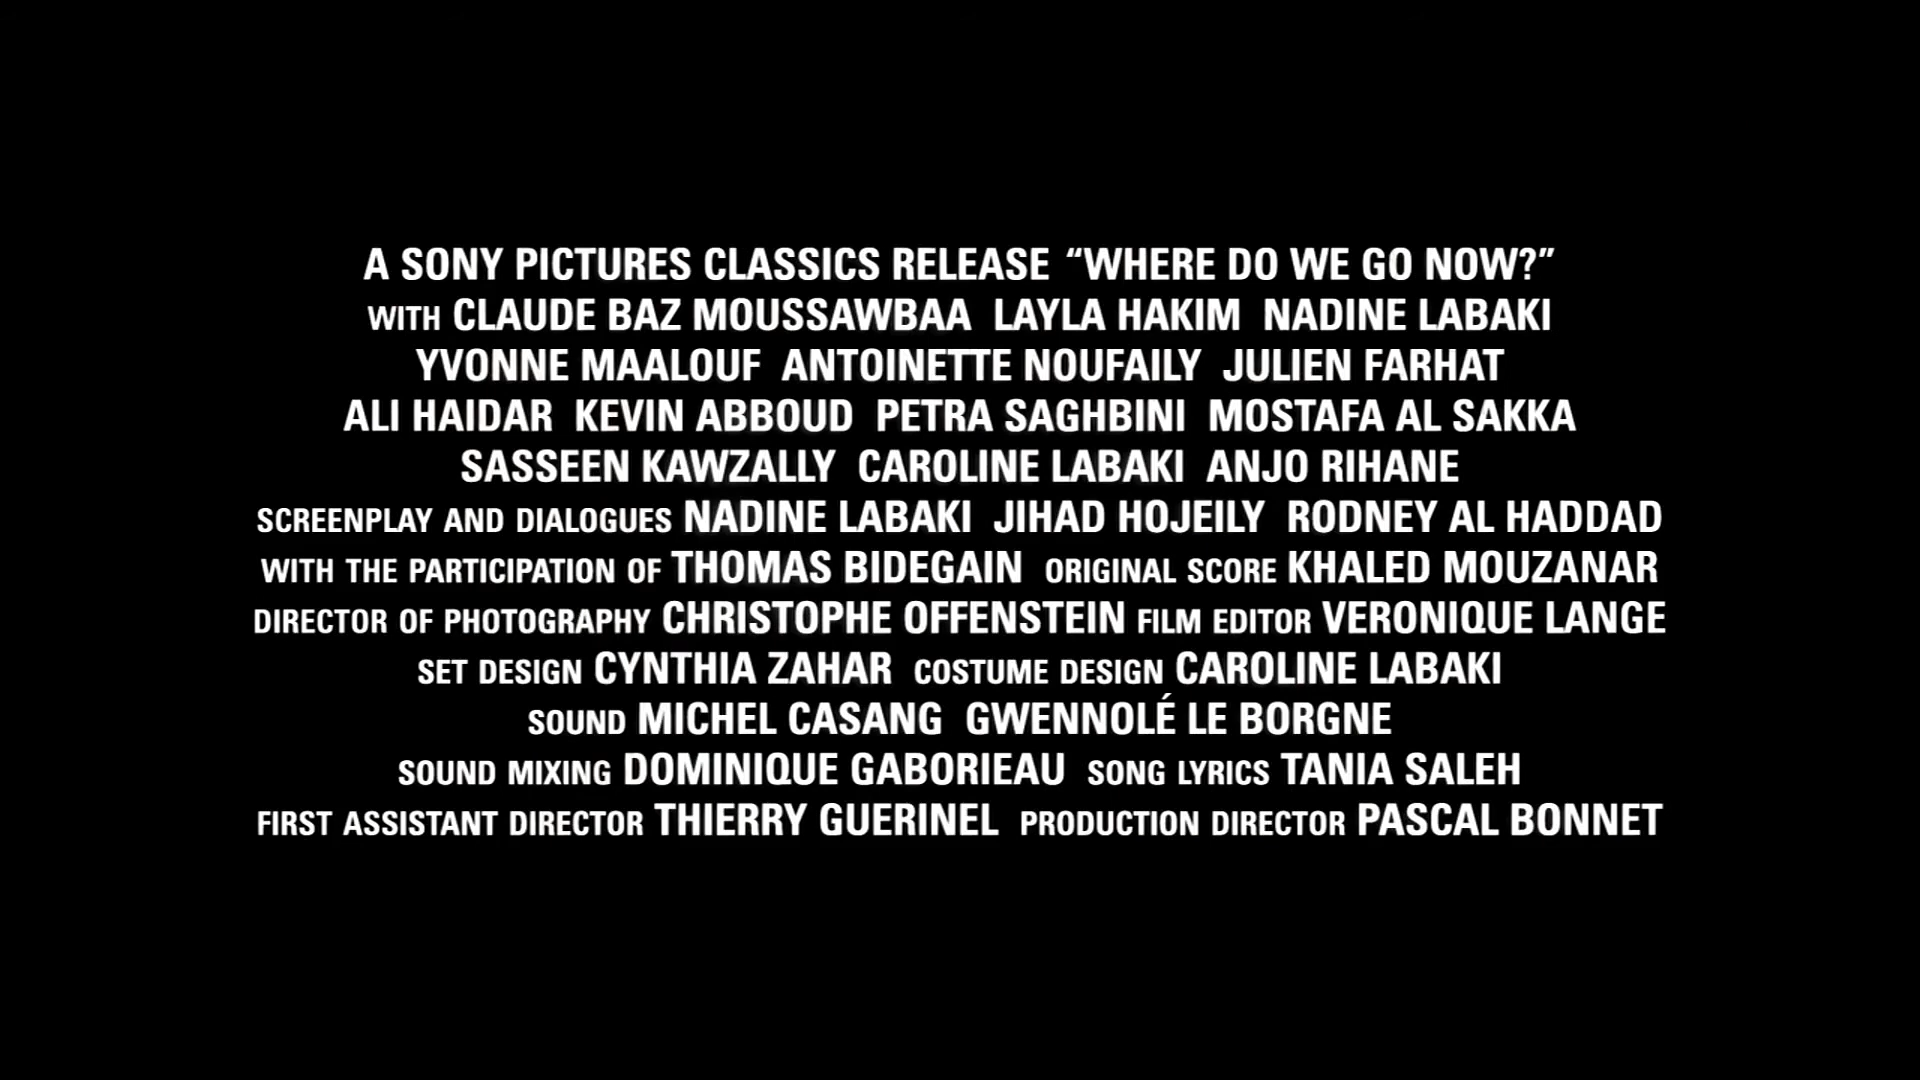 A SONY PICTURES CLASSICS RELEASE “WHERE DO WE GO NOW?”
WITH CLAUDE BAZ MOUSSAWBAA LAYLA HAKIM NADINE LABAKI
YVONNE MAALOUF ANTOINETTE NOUFAILY JULIEN FARHAT
ALI HAIDAR KEVIN ABBOUD PETRA SAGHBINI MOSTAFA AL SAKKA
SASSEEN KAWZALLY CAROLINE LABAKI ANJO RIHANE
SCREENPLAY AND DIALOGUES NADINE LABAKI JIHAD HOJEILY RODNEY AL HADDAD
WITH THE PARTICIPATION OF THOMAS BIDEGAIN ORIGINAL SCORE KHALED MOUZANAR
DIRECTOR OF PHOTOGRAPHY CHRISTOPHE OFFENSTEIN FILM EDITOR VERONIQUE LANGE
SET DESIGN CYNTHIA ZAHAR COSTUME DESIGN CAROLINE LABAKI
SOUND MICHEL CASANG GWENNOLÉ LE BORGNE
SOUND MIXING DOMINIQUE GABORIEAU SONG LYRICS TANIA SALEH
FIRST ASSISTANT DIRECTOR THIERRY GUERINEL PRODUCTION DIRECTOR PASCAL BONNET